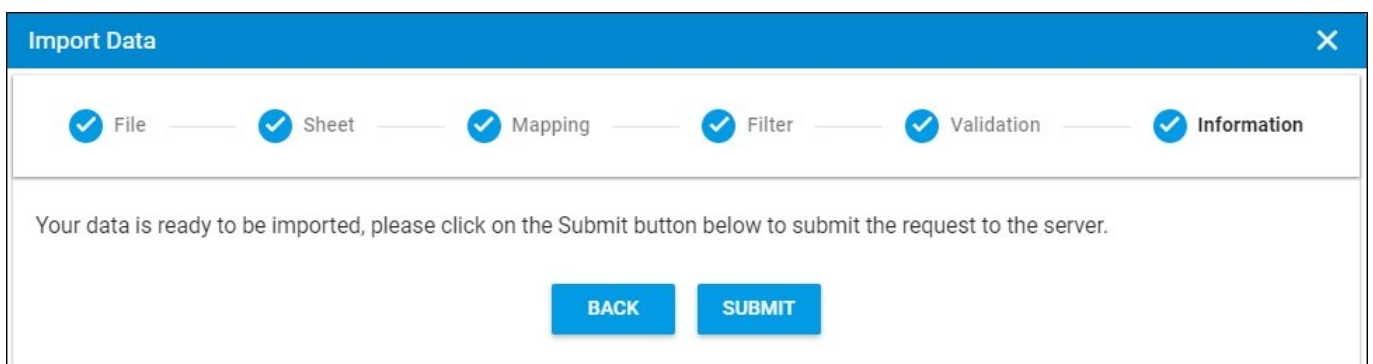 Import Data
File Sheet Mapping Filter Validation Information
Your data is ready to be imported, please click on the Submit button below to submit the request to the server.
BACK SUBMIT